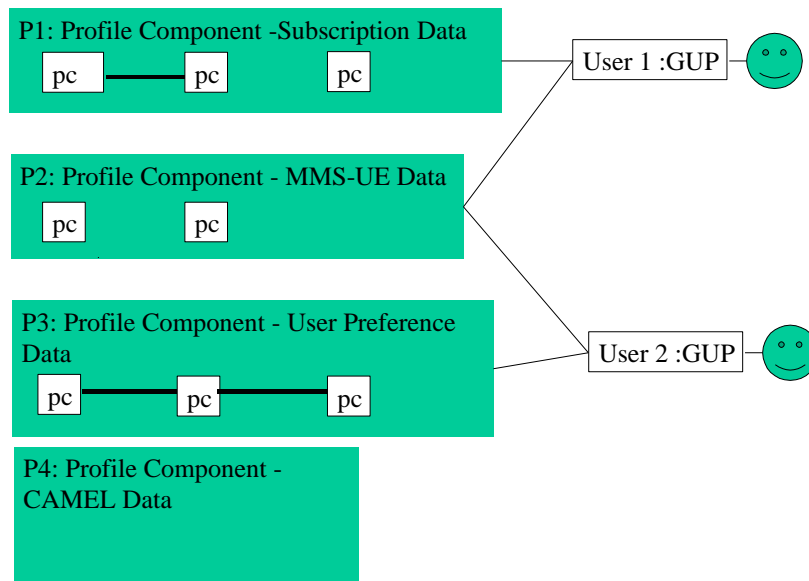 P1: Profile Component -Subscription Data
pc
pc
pc
User 1 :GUP
P2: Profile Component - MMS-UE Data
pc
pc
P3: Profile Component - User Preference
Data
pc
pc
pc
User 2 :GUP
P4: Profile Component -
CAMEL Data